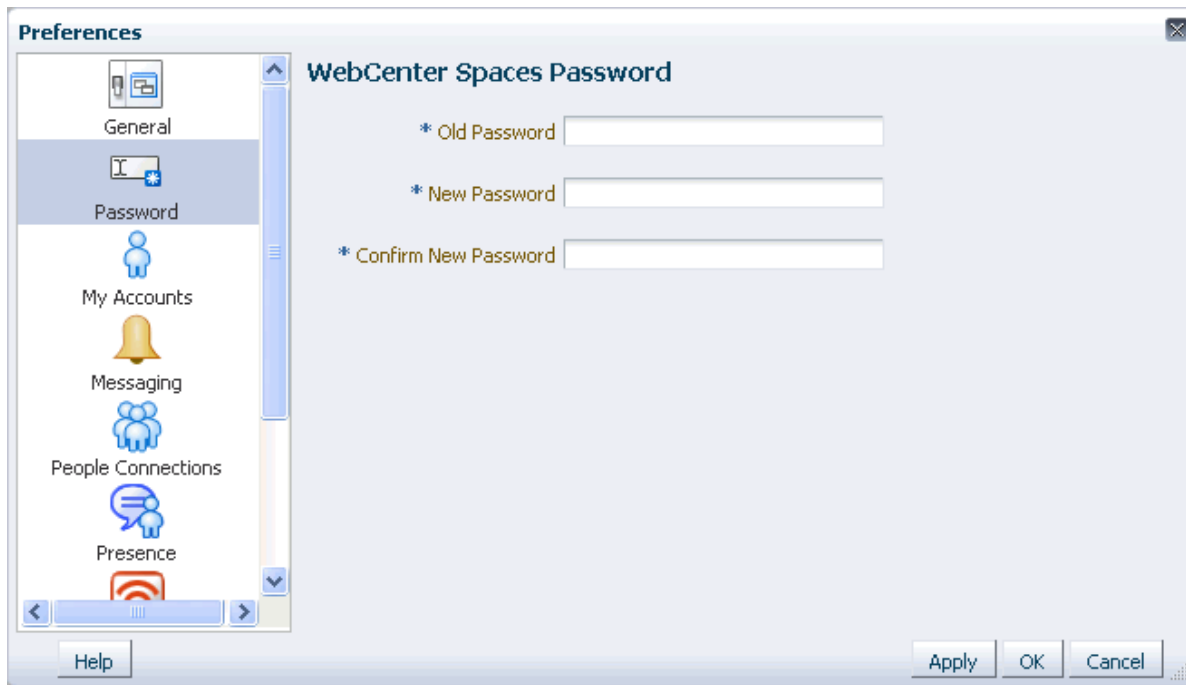 Preferences
General
Password
My Accounts
Messaging
People Connections
Presence
WebCenter Spaces Password
* Old Password
* New Password
* Confirm New Password
Help
Apply
OK
Cancel